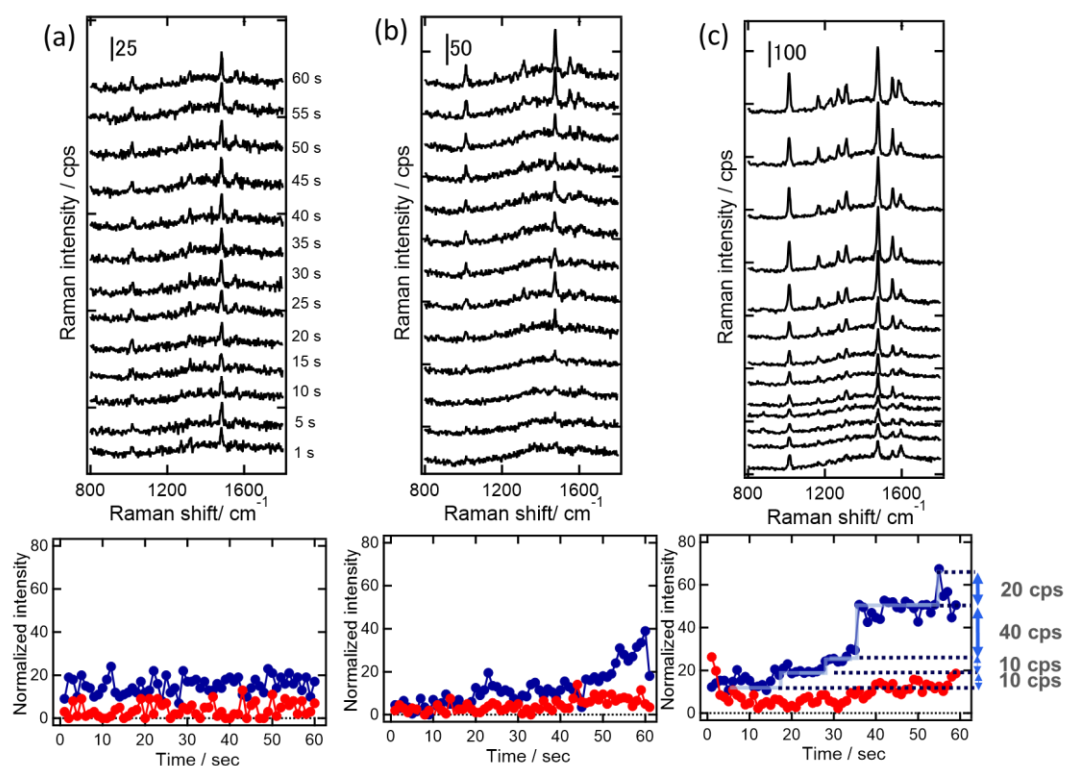 (a)
25
Raman intensity / cps
60 s
55 s
50 s
45 s
40 s
35 s
30 s
25 s
20 s
15 s
10 s
5 s
1 s
800 1200 1600
Raman shift/ cm-1
(b)
50
Raman intensity / cps
800 1200 1600
Raman shift/ cm-1
(c)
100
Raman intensity / cps
800 1200 1600
Raman shift/ cm-1
Normalized intensity
80
60
40
20
0
0 10 20 30 40 50 60
Time / sec
Normalized intensity
80
60
40
20
0
0 10 20 30 40 50 60
Time / sec
Normalized intensity
80
60
40
20
0
0 10 20 30 40 50 60
Time / sec
20 cps
40 cps
10 cps
10 cps